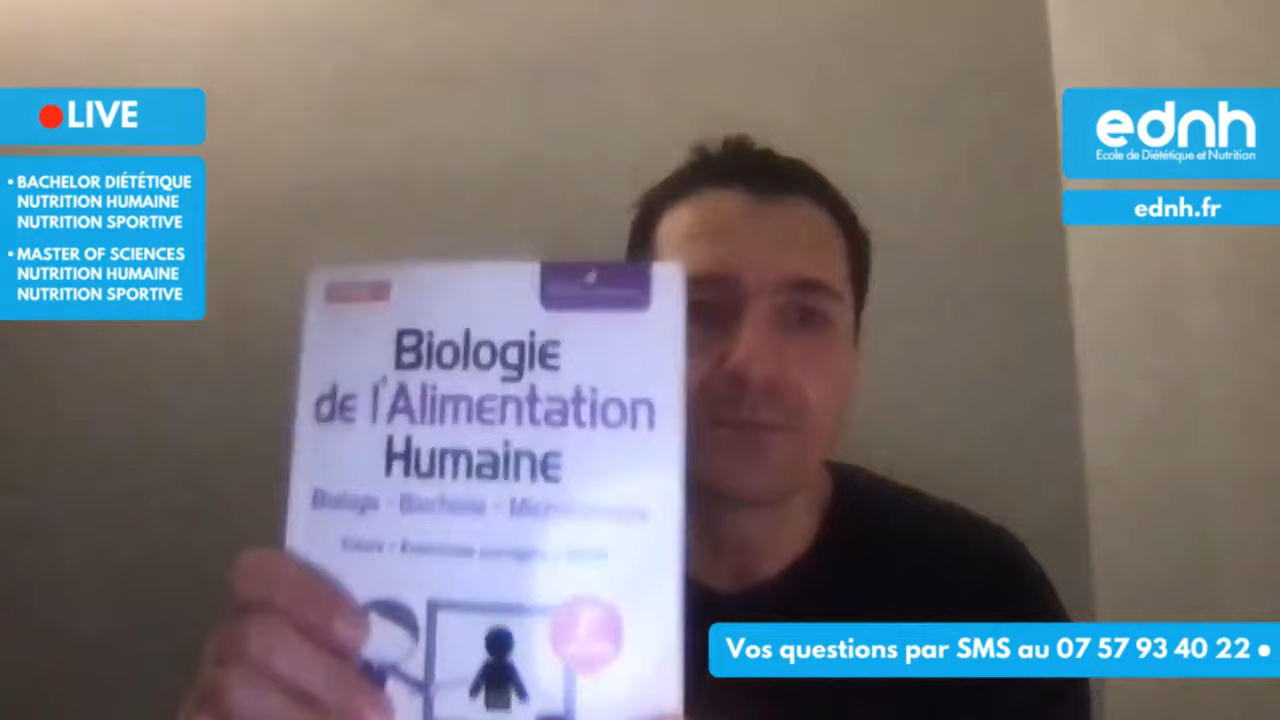 LIVE
• BACHELOR DIÉTÉTIQUE
NUTRITION HUMAINE
NUTRITION SPORTIVE
• MASTER OF SCIENCES
NUTRITION HUMAINE
NUTRITION SPORTIVE
ednh
Ecole de Diététique et Nutrition
ednh.fr
Biologie
de l'Alimentation
Humaine
Vos questions par SMS au 07 57 93 40 22 •